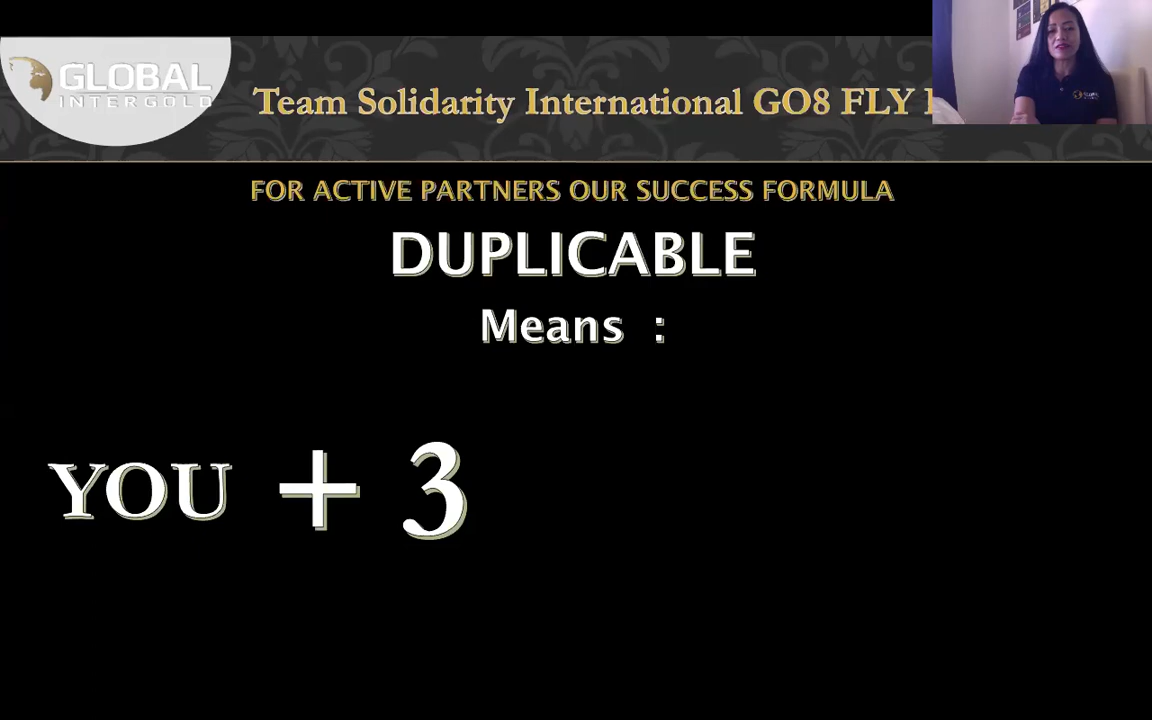 GLOBAL
INTERGOLD
Team Solidarity International GO8 FLY
FOR ACTIVE PARTNERS OUR SUCCESS FORMULA
DUPLICABLE
Means :
YOU + 3